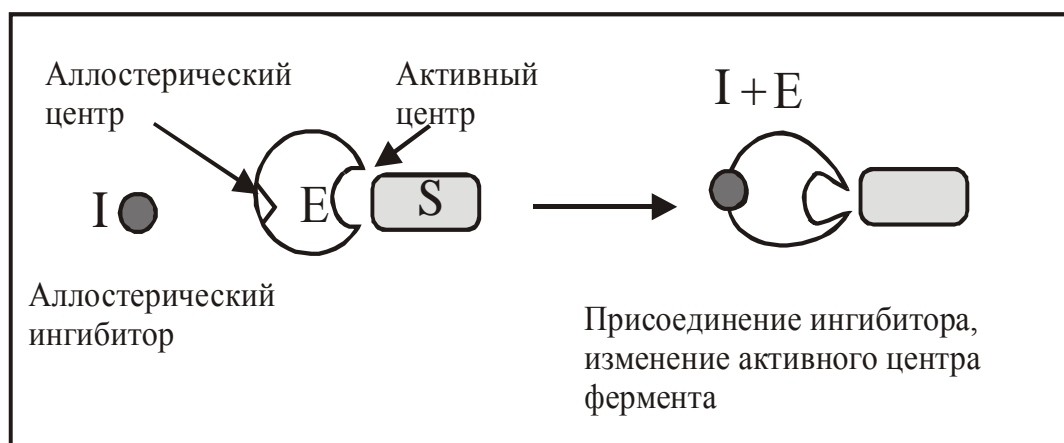 Аллостерический
центр
Активный
центр
I
E
S
I + E
Аллостерический
ингибитор
Присоединение ингибитора,
изменение активного центра
фермента